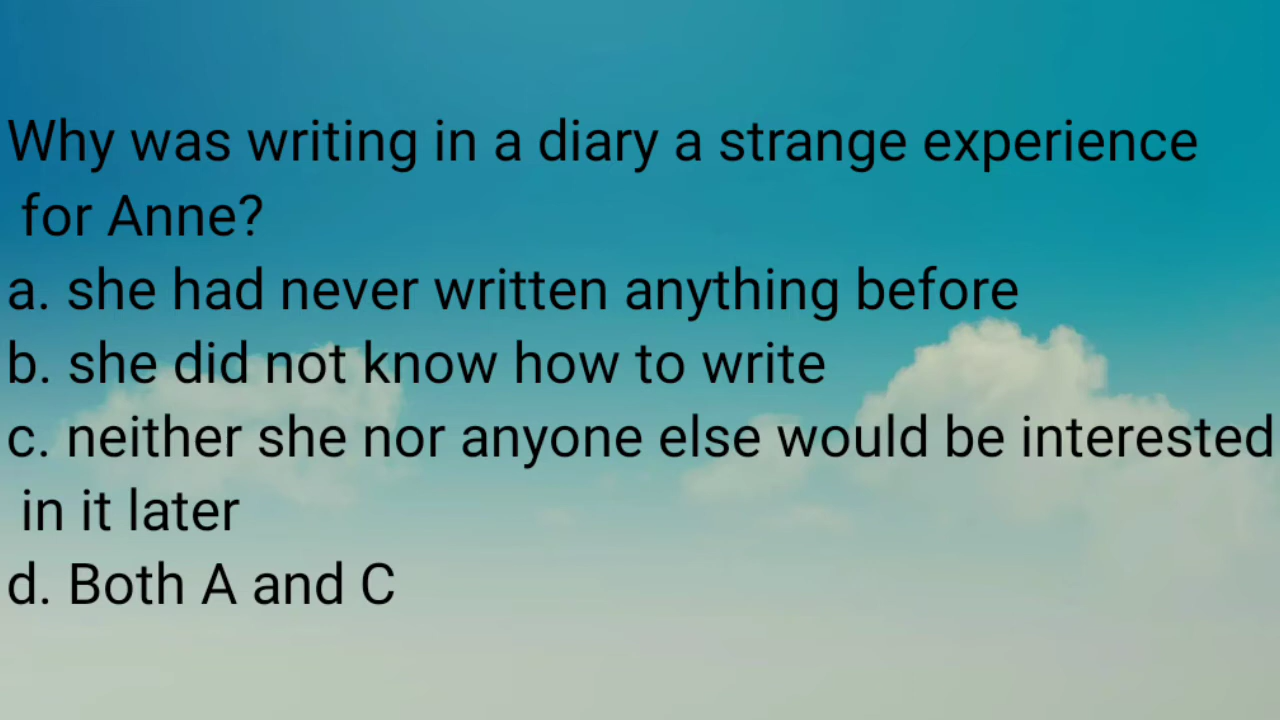 Why was writing in a diary a strange experience
for Anne?
a. she had never written anything before
b. she did not know how to write
c. neither she nor anyone else would be interested
in it later
d. Both A and C